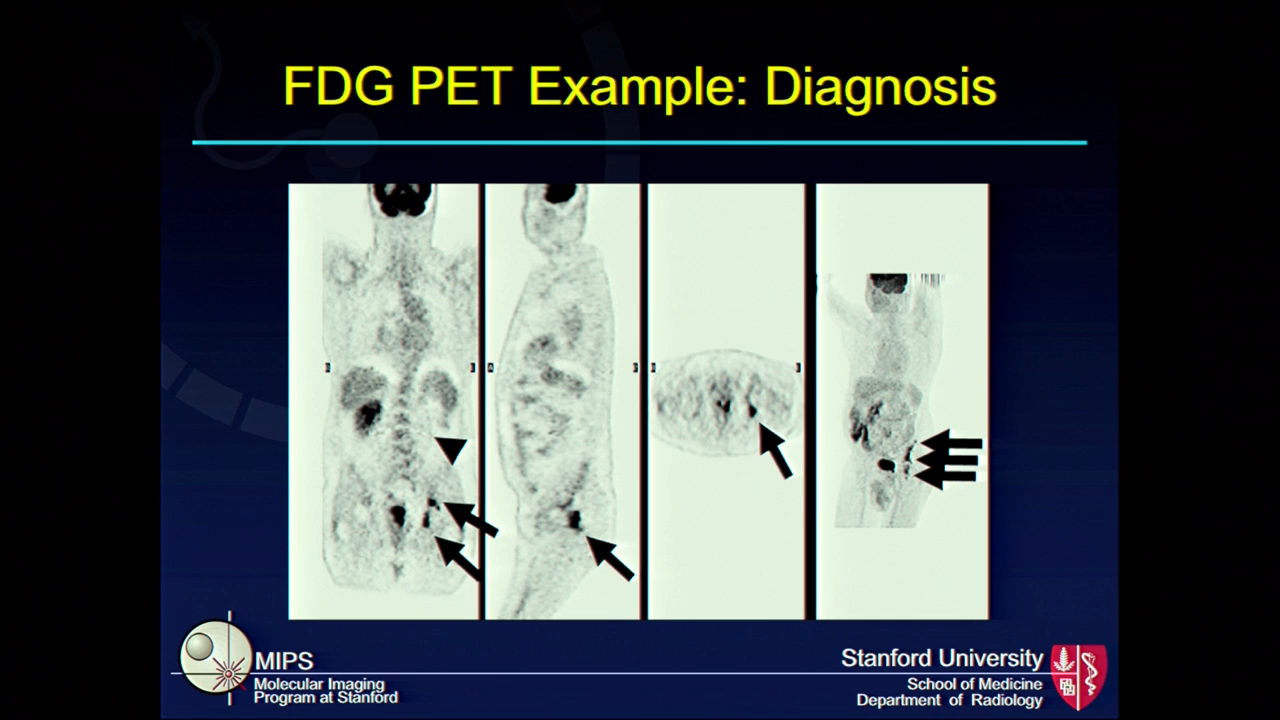 FDG PET Example: Diagnosis
MIPS
Molecular Imaging
Program at Stanford
Stanford University
School of Medicine
Department of Radiology